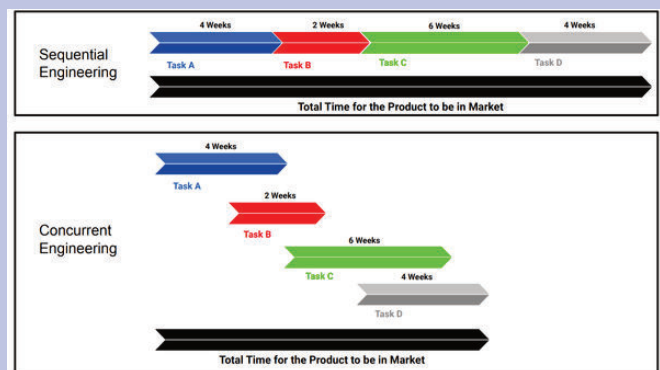 4 Weeks 2 Weeks 6 Weeks 4 Weeks
Sequential
Engineering
Task A Task B Task C Task D
Total Time for the Product to be in Market
4 Weeks
Task A
2 Weeks
Task B
Concurrent
Engineering
6 Weeks
Task C
4 Weeks
Task D
Total Time for the Product to be in Market